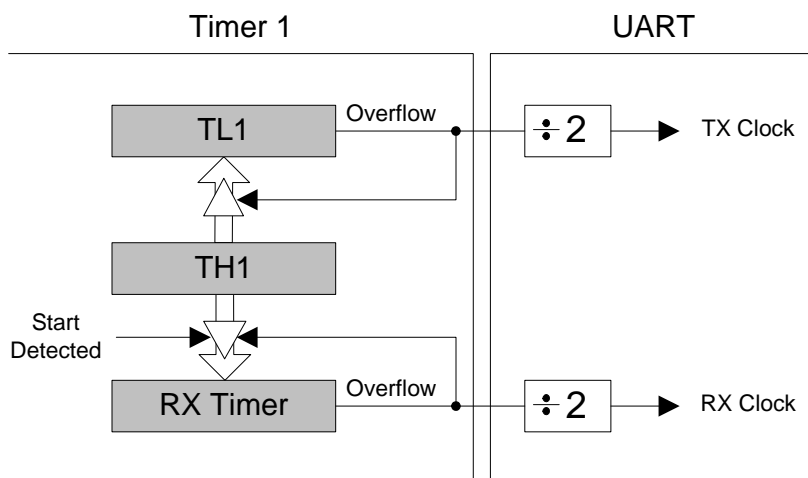 Timer 1
UART
TL1
Overflow
÷ 2
TX Clock
TH1
Start
Detected
RX Timer
Overflow
÷ 2
RX Clock